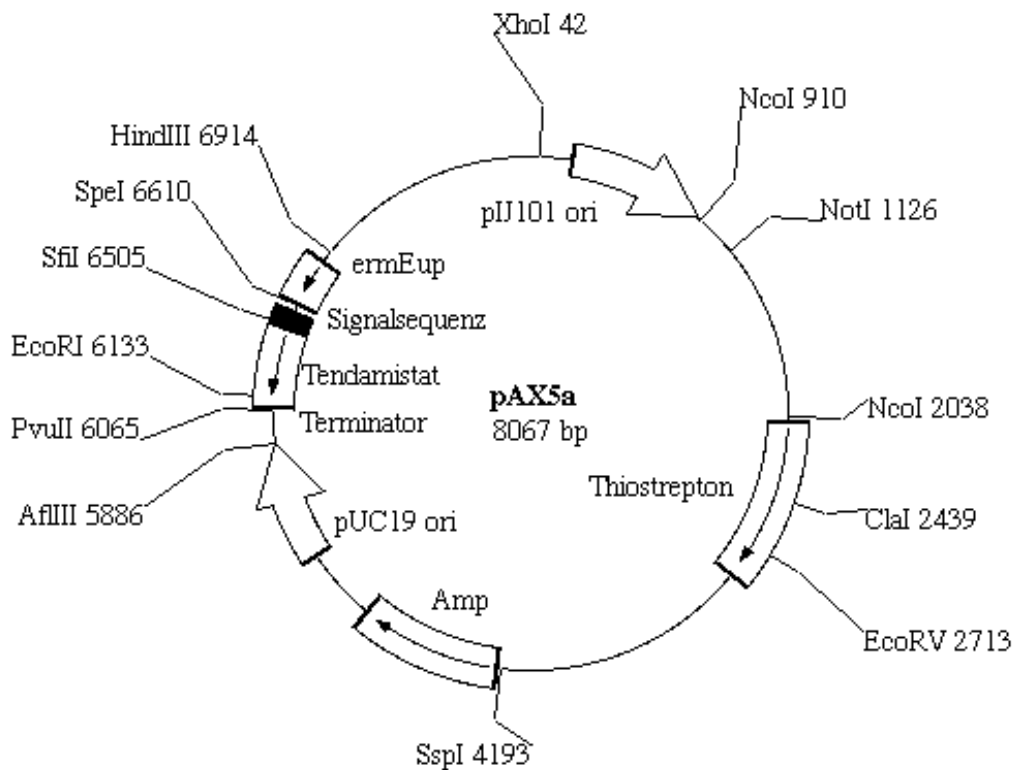 XhoI 42
NcoI 910
HindIII 6914
SpeI 6610
pIJ101 ori
NotI 1126
SfiI 6505
ermEup
Signalsequenz
EcoRI 6133
Tendamistat
pAX5a
NcoI 2038
PvuII 6065
Terminator
8067 bp
Thiostrepton
AflIII 5886
pUC19 ori
ClaI 2439
Amp
EcoRV 2713
SspI 4193